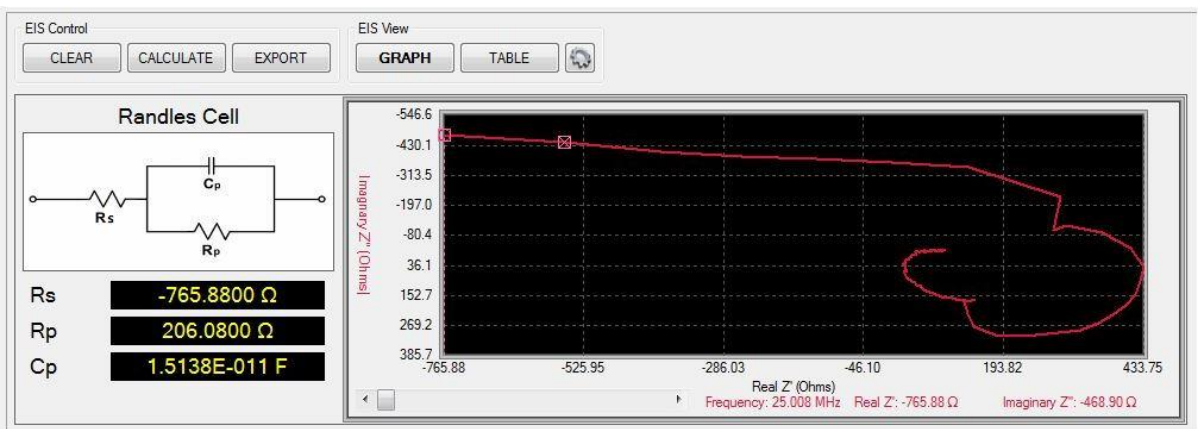 EIS Control
EIS View
CLEAR
CALCULATE
EXPORT
GRAPH
TABLE
Randles Cell
Cp
Rs
Rp
Rs
-765.8800 Ω
Rp
206.0800 Ω
Cp
1.5138E-011 F
Imaginary Z" (Ohms)
-546.6
-430.1
-313.5
-197.0
-80.4
36.1
152.7
269.2
385.7
-765.88
-525.95
-286.03
-46.10
193.82
433.75
Real Z' (Ohms)
Frequency: 25.008 MHz Real Z': -765.88 Ω Imaginary Z": -468.90 Ω